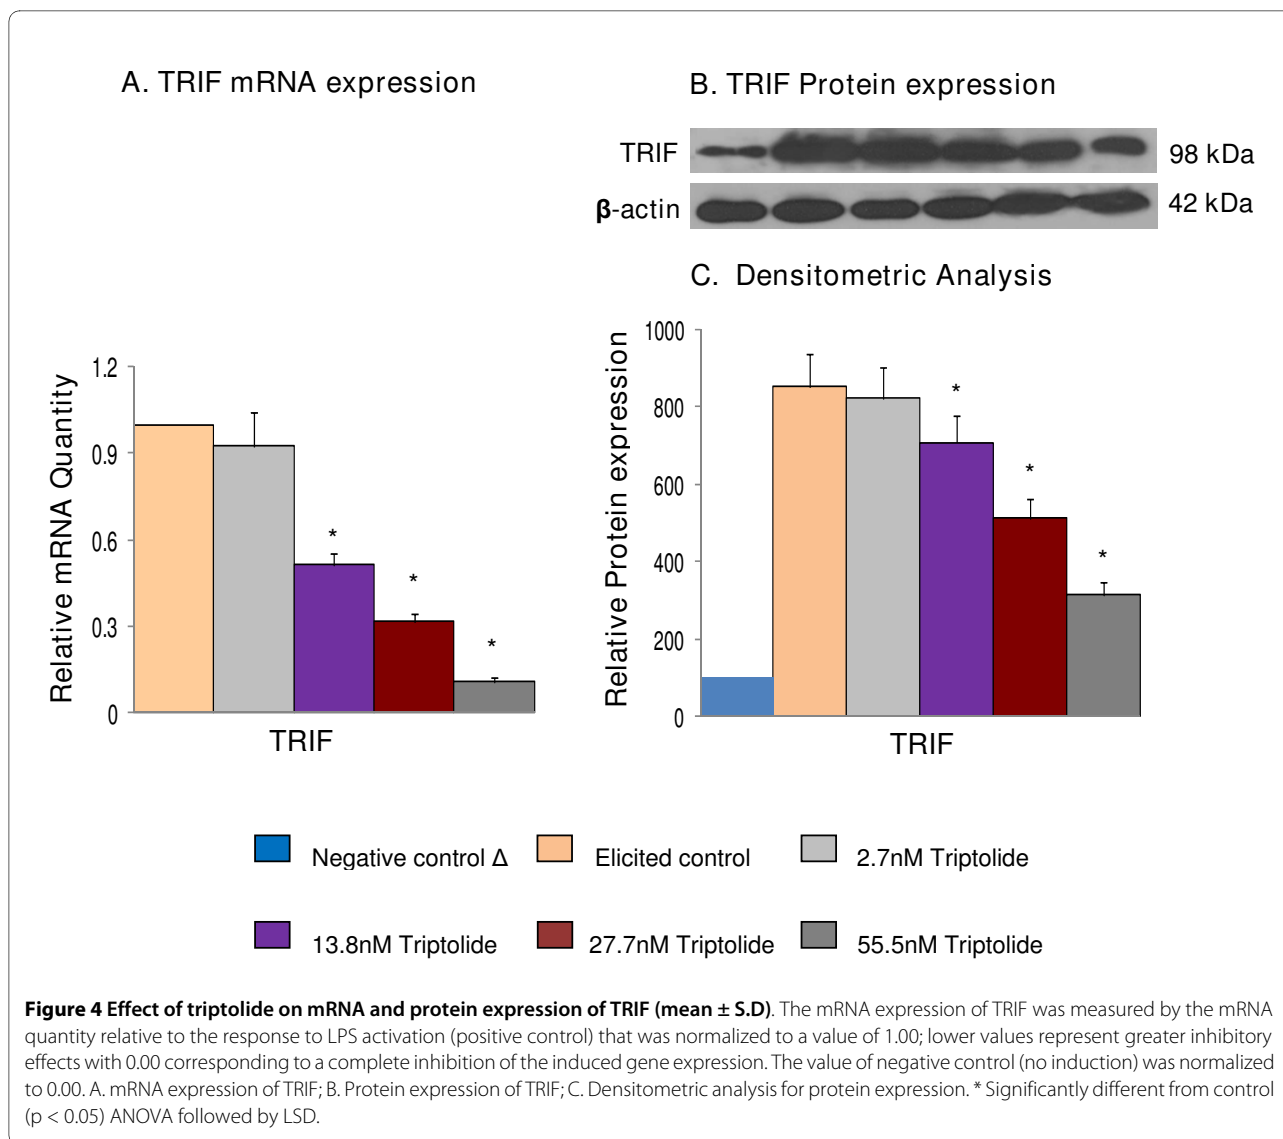 A. TRIF mRNA expression
Relative mRNA Quantity
1.2
0.9
0.6
0.3
0
*
*
*
TRIF
B. TRIF Protein expression
TRIF
98 kDa
β-actin
42 kDa
C. Densitometric Analysis
Relative Protein expression
1000
800
600
400
200
0
*
*
*
TRIF
Negative control Δ
Elicited control
2.7nM Triptolide
13.8nM Triptolide
27.7nM Triptolide
55.5nM Triptolide
Figure 4 Effect of triptolide on mRNA and protein expression of TRIF (mean ± S.D). The mRNA expression of TRIF was measured by the mRNA
quantity relative to the response to LPS activation (positive control) that was normalized to a value of 1.00; lower values represent greater inhibitory
effects with 0.00 corresponding to a complete inhibition of the induced gene expression. The value of negative control (no induction) was normalized
to 0.00. A. mRNA expression of TRIF; B. Protein expression of TRIF; C. Densitometric analysis for protein expression. * Significantly different from control
(p < 0.05) ANOVA followed by LSD.